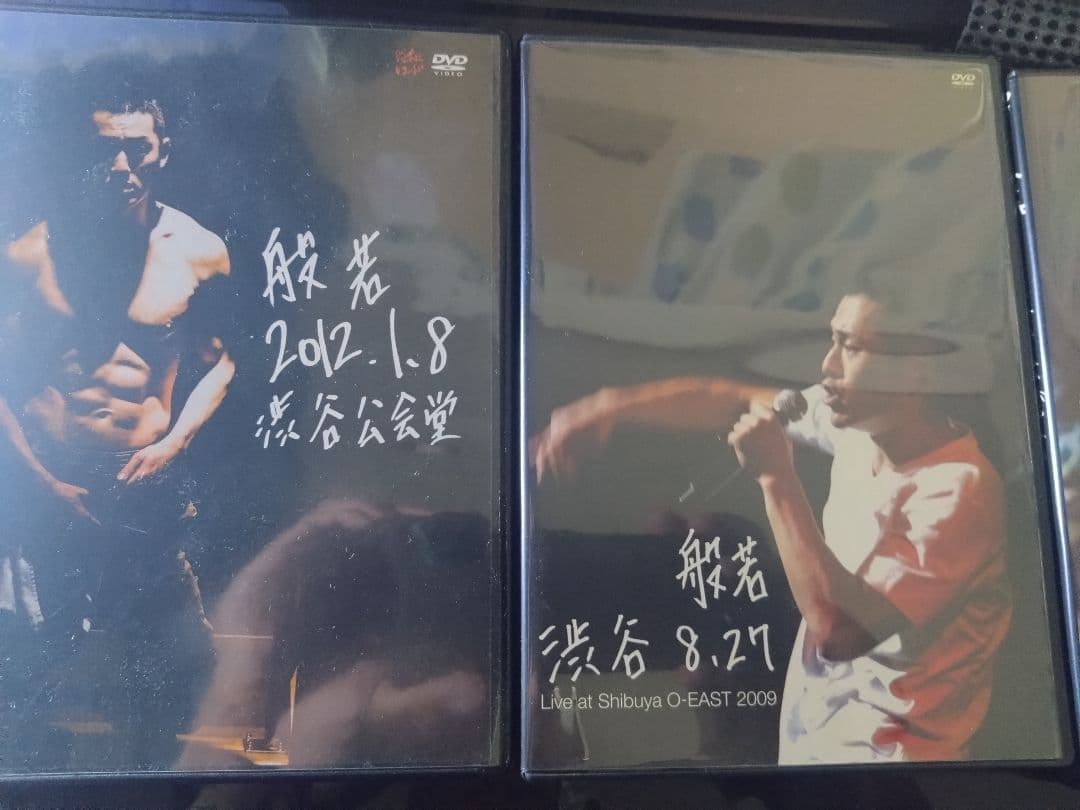 DVD
VIDEO
般若
2012.1.8
渋谷公会堂
DVD
般若
渋谷 8.27
Live at Shibuya O-EAST 2009